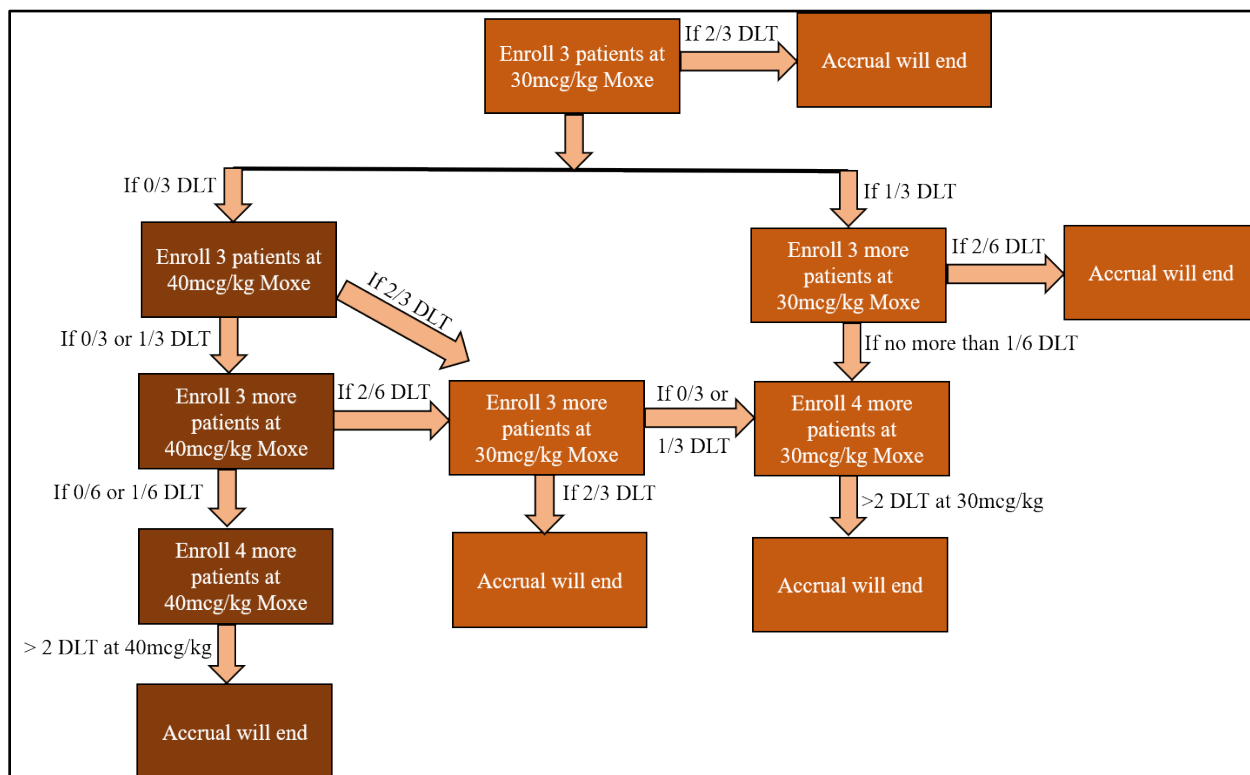 Enroll 3 patients at
30mcg/kg Moxe
If 2/3 DLT
Accrual will end
If 0/3 DLT
If 1/3 DLT
Enroll 3 patients at
40mcg/kg Moxe
If 2/3 DLT
Enroll 3 more
patients at
30mcg/kg Moxe
If 2/6 DLT
Accrual will end
If 0/3 or 1/3 DLT
If no more than 1/6 DLT
Enroll 3 more
patients at
40mcg/kg Moxe
If 2/6 DLT
Enroll 3 more
patients at
30mcg/kg Moxe
If 0/3 or
1/3 DLT
Enroll 4 more
patients at
30mcg/kg Moxe
If 0/6 or 1/6 DLT
If 2/3 DLT
>2 DLT at 30mcg/kg
Enroll 4 more
patients at
40mcg/kg Moxe
Accrual will end
Accrual will end
> 2 DLT at 40mcg/kg
Accrual will end